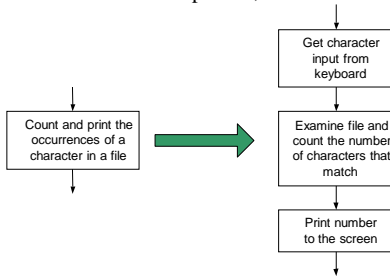 Count and print the
occurrences of a
character in a file
Get character
input from
keyboard
Examine file and
count the number
of characters that
match
Print number
to the screen